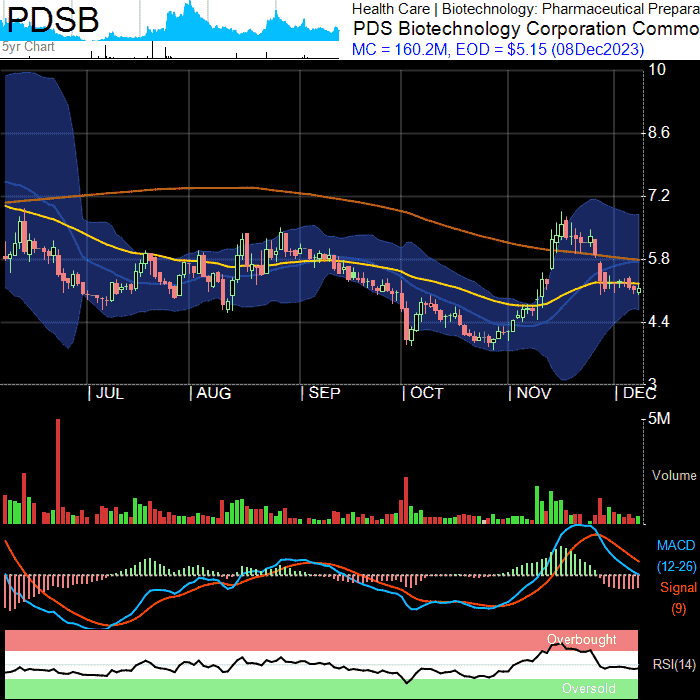 PDSB
5yr Chart
Health Care | Biotechnology: Pharmaceutical Prepara
PDS Biotechnology Corporation Commo
MC = 160.2M, EOD = $5.15 (08Dec2023)
10
8.6
7.2
5.8
4.4
3
| JUL | AUG | SEP | OCT | NOV | DEC
5M
Volume
MACD
(12-26)
Signal
(9)
Overbought
RSI(14)
Oversold